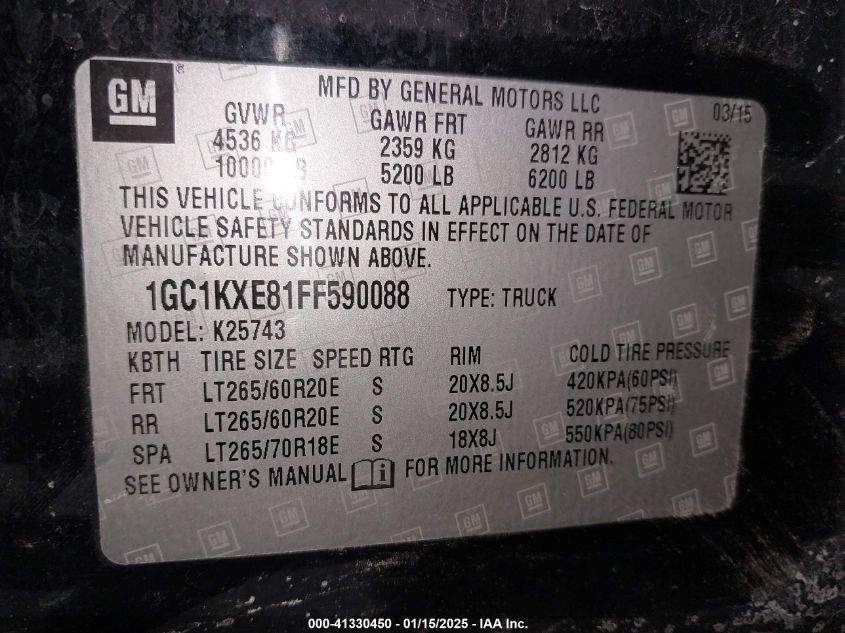 GM ®
MFD BY GENERAL MOTORS LLC
03/15
GVWR GAWR FRT GAWR RR
4536 KG 2359 KG 2812 KG
5200 LB 6200 LB
THIS VEHICLE CONFORMS TO ALL APPLICABLE U.S. FEDERAL MOTOR
VEHICLE SAFETY STANDARDS IN EFFECT ON THE DATE OF
MANUFACTURE SHOWN ABOVE.
1GC1KXE81FF590088 TYPE: TRUCK
MODEL: K25743
KBTH TIRE SIZE SPEED RTG RIM COLD TIRE PRESSURE
FRT LT265/60R20E S 20X8.5J 420KPA(60PSI)
RR LT265/60R20E S 20X8.5J 520KPA(75PSI)
SPA LT265/70R18E S 18X8J 550KPA(80PSI)
SEE OWNER'S MANUAL i FOR MORE INFORMATION.
000-41330450 - 01/15/2025 - IAA Inc.